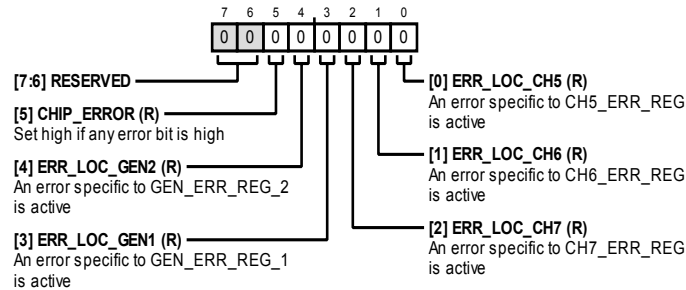 7 6 5 4 3 2 1 0
0 0 0 0 0 0 0 0
[7:6] RESERVED
[5] CHIP_ERROR (R)
Set high if any error bit is high
[4] ERR_LOC_GEN2 (R)
An error specific to GEN_ERR_REG_2
is active
[3] ERR_LOC_GEN1 (R)
An error specific to GEN_ERR_REG_1
is active
[0] ERR_LOC_CH5 (R)
An error specific to CH5_ERR_REG
is active
[1] ERR_LOC_CH6 (R)
An error specific to CH6_ERR_REG
is active
[2] ERR_LOC_CH7 (R)
An error specific to CH7_ERR_REG
is active